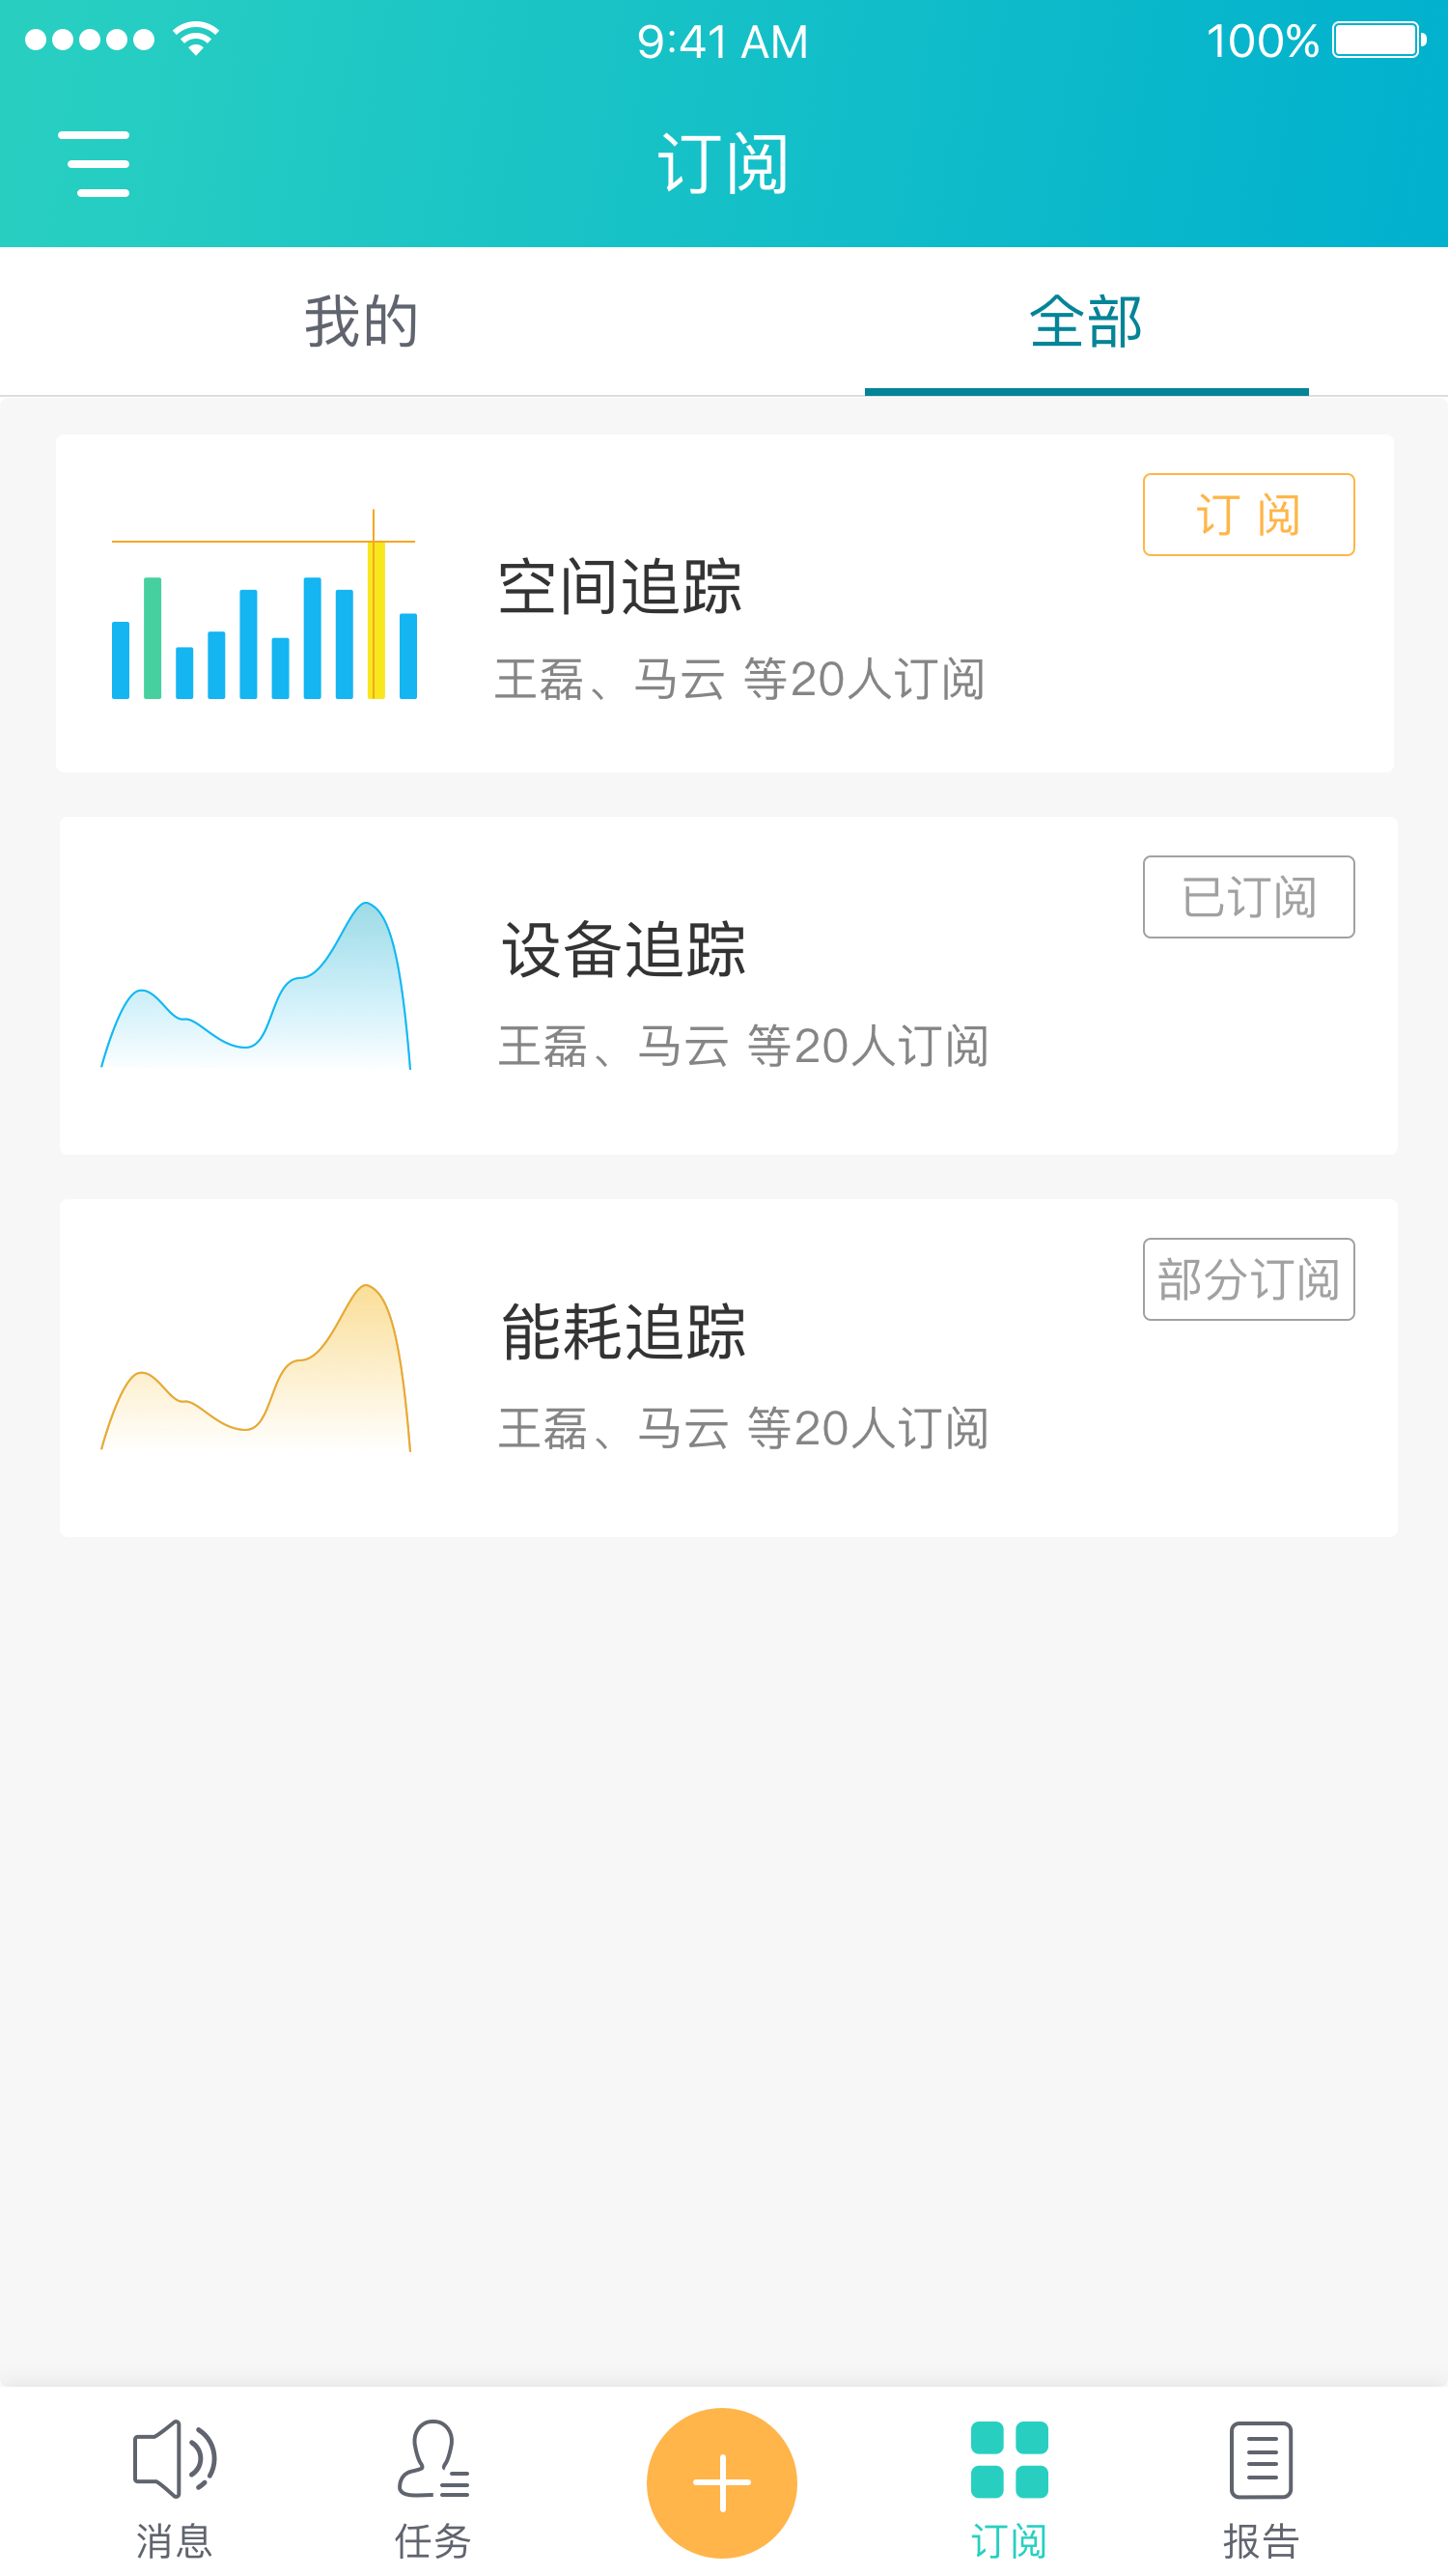 9:41 AM 100%
订阅
我的 全部
订 阅
空间追踪
王磊、马云 等20人订阅
已订阅
设备追踪
王磊、马云 等20人订阅
部分订阅
能耗追踪
王磊、马云 等20人订阅
消息 任务 订阅 报告